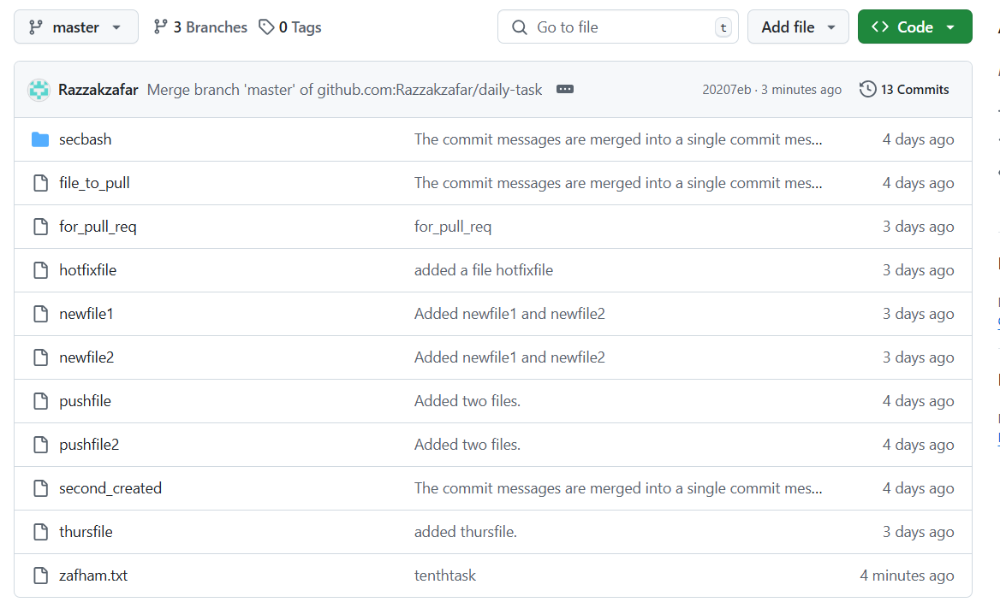 master 3 Branches 0 Tags Go to file t Add file Code
Razzakzafar Merge branch 'master' of github.com:Razzakzafar/daily-task 20207eb · 3 minutes ago 13 Commits
secbash The commit messages are merged into a single commit mes... 4 days ago
file_to_pull The commit messages are merged into a single commit mes... 4 days ago
for_pull_req for_pull_req 3 days ago
hotfixfile added a file hotfixfile 3 days ago
newfile1 Added newfile1 and newfile2 3 days ago
newfile2 Added newfile1 and newfile2 3 days ago
pushfile Added two files. 4 days ago
pushfile2 Added two files. 4 days ago
second_created The commit messages are merged into a single commit mes... 4 days ago
thursfile added thursfile. 3 days ago
zafham.txt tenthtask 4 minutes ago